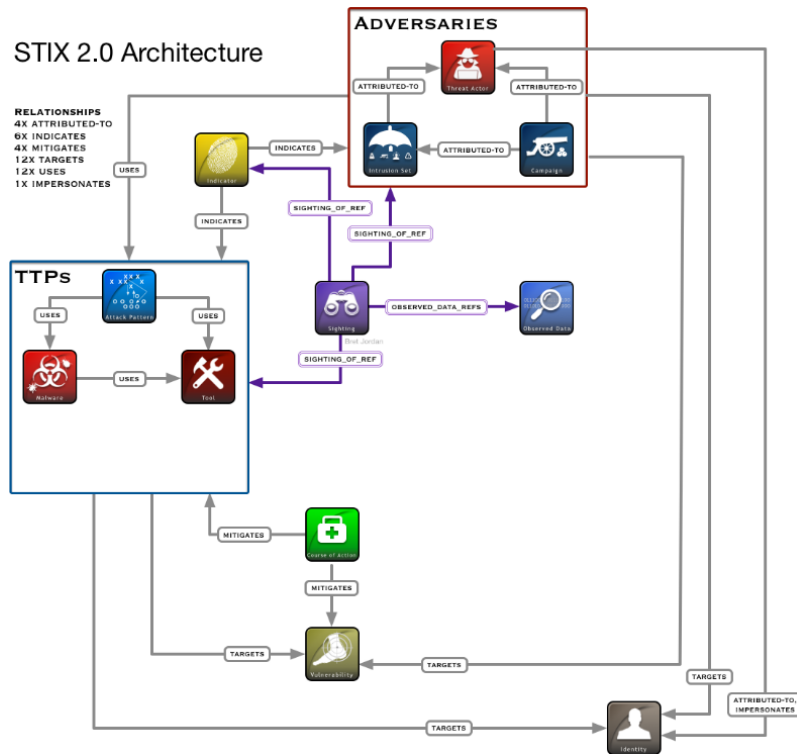 STIX 2.0 Architecture
RELATIONSHIPS
4X ATTRIBUTED-TO
6X INDICATES
4X MITIGATES
12X TARGETS
12X USES
1X IMPERSONATES
ADVERSARIES
Threat Actor
ATTRIBUTED-TO
ATTRIBUTED-TO
Intrusion Set
ATTRIBUTED-TO
Campaign
USES
Indicator
INDICATES
INDICATES
SIGHTING_OF_REF
SIGHTING_OF_REF
TTPs
Attack Pattern
USES
USES
Malware
USES
Tool
Sighting
Bret Jordan
OBSERVED_DATA_REFS
Observed Data
SIGHTING_OF_REF
MITIGATES
Course of Action
MITIGATES
TARGETS
Vulnerability
TARGETS
TARGETS
ATTRIBUTED-TO,
IMPERSONATES
TARGETS
Identity